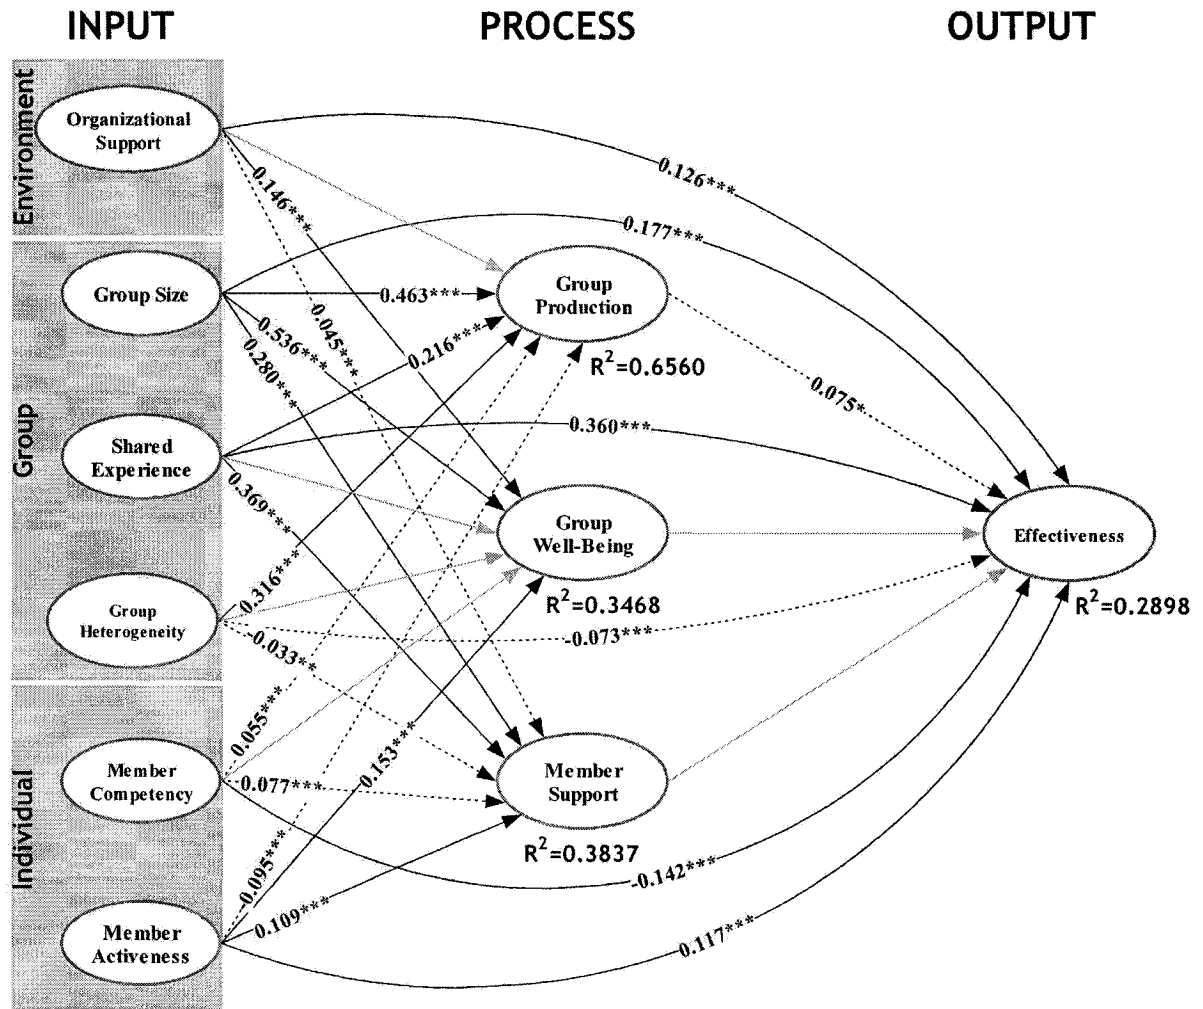 INPUT
PROCESS
OUTPUT
Environment
Organizational
Support
0.126***
0.146***
0.177***
Group
Group Size
Group
Production
0.463***
0.045***
0.536***
0.280***
0.216***
R²=0.6560
0.075*
Shared
Experience
0.360***
0.369***
Group
Well-Being
Effectiveness
R²=0.3468
R²=0.2898
0.316***
Group
Heterogeneity
-0.073***
-0.033**
Individual
Member
Competency
0.055***
0.077***
0.153***
Member
Support
R²=0.3837
-0.142***
0.095***
0.109***
Member
Activeness
0.117***